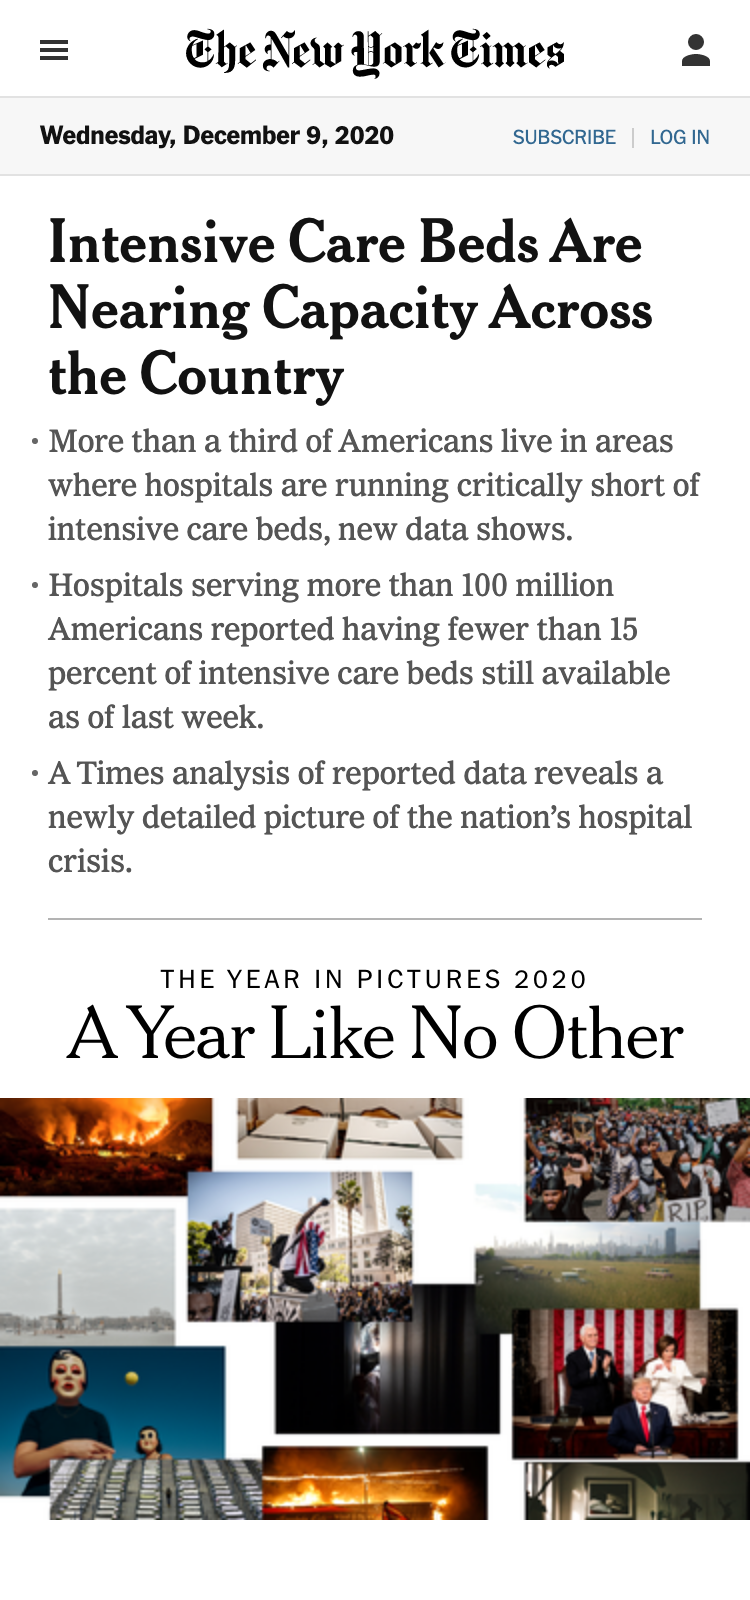 The New York Times
Wednesday, December 9, 2020
SUBSCRIBE | LOG IN
Intensive Care Beds Are
Nearing Capacity Across
the Country
• More than a third of Americans live in areas
where hospitals are running critically short of
intensive care beds, new data shows.
• Hospitals serving more than 100 million
Americans reported having fewer than 15
percent of intensive care beds still available
as of last week.
• A Times analysis of reported data reveals a
newly detailed picture of the nation’s hospital
crisis.
THE YEAR IN PICTURES 2020
A Year Like No Other
RIP